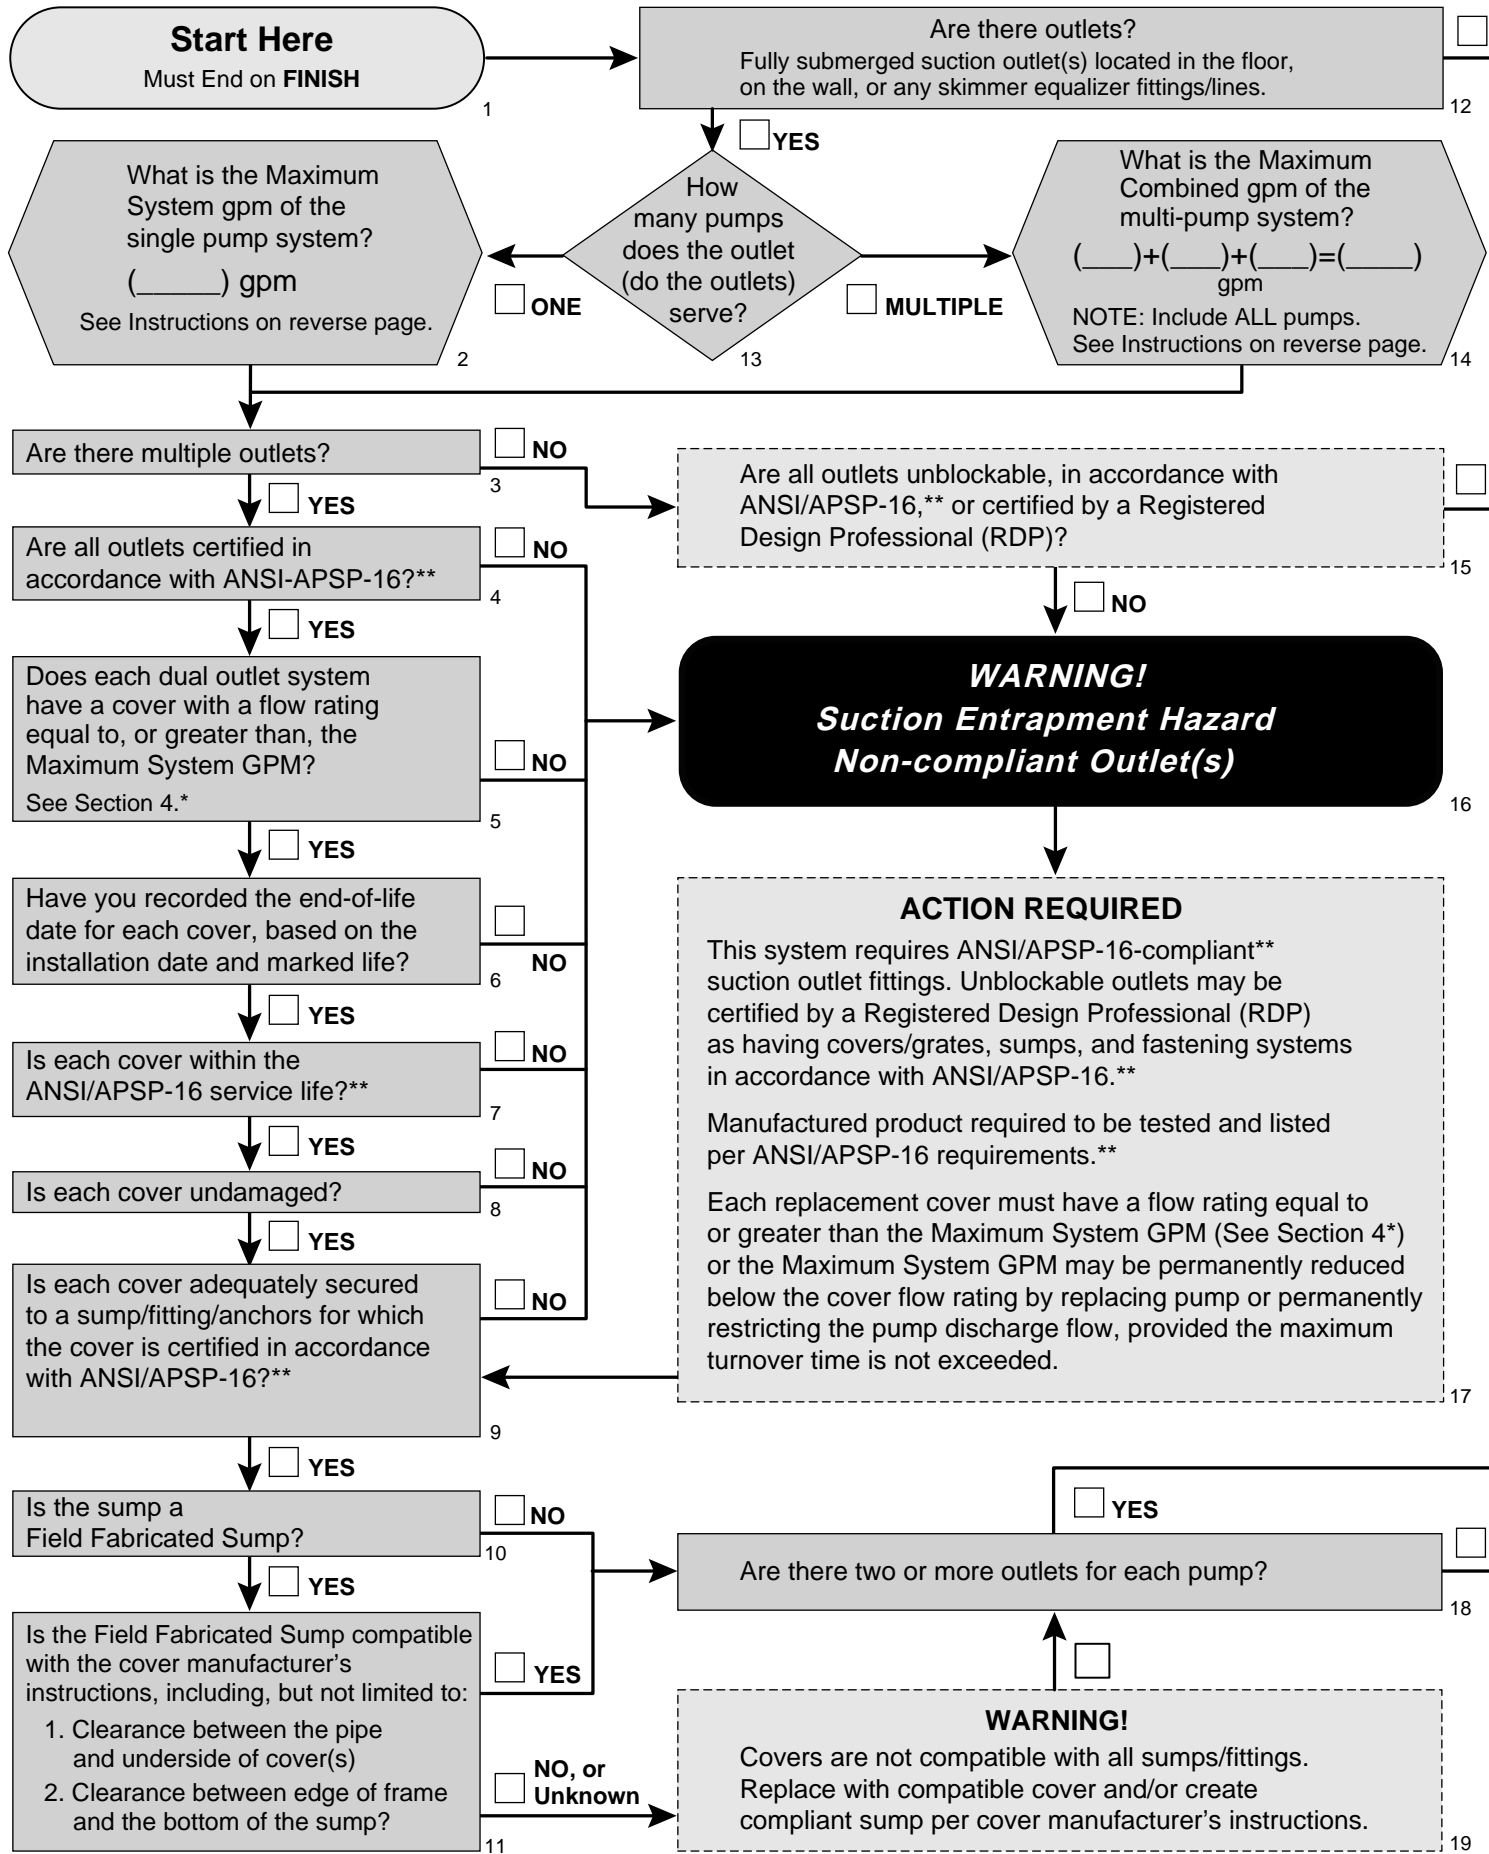 Start Here
Must End on FINISH
1
Are there outlets?
Fully submerged suction outlet(s) located in the floor,
on the wall, or any skimmer equalizer fittings/lines.
12
YES
What is the Maximum
System gpm of the
single pump system?
(_____) gpm
See Instructions on reverse page.
2
How
many pumps
does the outlet
(do the outlets)
serve?
13
ONE
MULTIPLE
What is the Maximum
Combined gpm of the
multi-pump system?
(___)+(___)+(___)=(____)
gpm
NOTE: Include ALL pumps.
See Instructions on reverse page.
14
Are there multiple outlets?
3
NO
YES
Are all outlets unblockable, in accordance with
ANSI/APSP-16,** or certified by a Registered
Design Professional (RDP)?
15
NO
Are all outlets certified in
accordance with ANSI-APSP-16?**
4
NO
YES
WARNING!
Suction Entrapment Hazard
Non-compliant Outlet(s)
16
Does each dual outlet system
have a cover with a flow rating
equal to, or greater than, the
Maximum System GPM?
See Section 4.*
5
NO
YES
Have you recorded the end-of-life
date for each cover, based on the
installation date and marked life?
6
NO
YES
Is each cover within the
ANSI/APSP-16 service life?**
7
NO
YES
Is each cover undamaged?
8
NO
YES
Is each cover adequately secured
to a sump/fitting/anchors for which
the cover is certified in accordance
with ANSI/APSP-16?**
9
NO
YES
ACTION REQUIRED
This system requires ANSI/APSP-16-compliant**
suction outlet fittings. Unblockable outlets may be
certified by a Registered Design Professional (RDP)
as having covers/grates, sumps, and fastening systems
in accordance with ANSI/APSP-16.**
Manufactured product required to be tested and listed
per ANSI/APSP-16 requirements.**
Each replacement cover must have a flow rating equal to
or greater than the Maximum System GPM (See Section 4*)
or the Maximum System GPM may be permanently reduced
below the cover flow rating by replacing pump or permanently
restricting the pump discharge flow, provided the maximum
turnover time is not exceeded.
17
Is the sump a
Field Fabricated Sump?
10
NO
YES
YES
Are there two or more outlets for each pump?
18
Is the Field Fabricated Sump compatible
with the cover manufacturer's
instructions, including, but not limited to:
1. Clearance between the pipe
and underside of cover(s)
2. Clearance between edge of frame
and the bottom of the sump?
11
YES
NO, or
Unknown
WARNING!
Covers are not compatible with all sumps/fittings.
Replace with compatible cover and/or create
compliant sump per cover manufacturer's instructions.
19